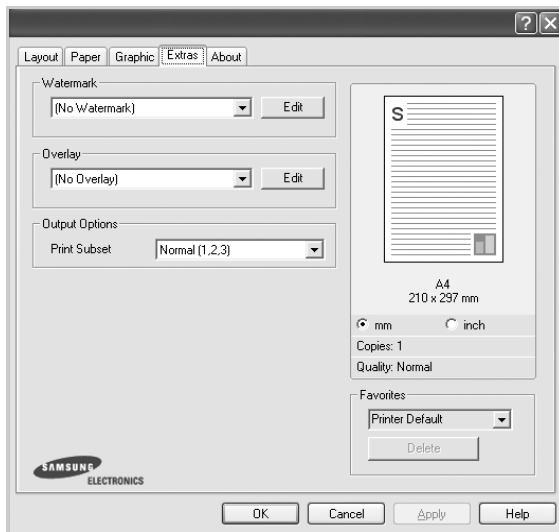 Layout Paper Graphic Extras About
Watermark
(No Watermark) Edit
Overlay
(No Overlay) Edit
Output Options
Print Subset Normal (1,2,3)
S
A4
210 x 297 mm
mm inch
Copies: 1
Quality: Normal
Favorites
Printer Default
Delete
SAMSUNG
ELECTRONICS
OK Cancel Apply Help